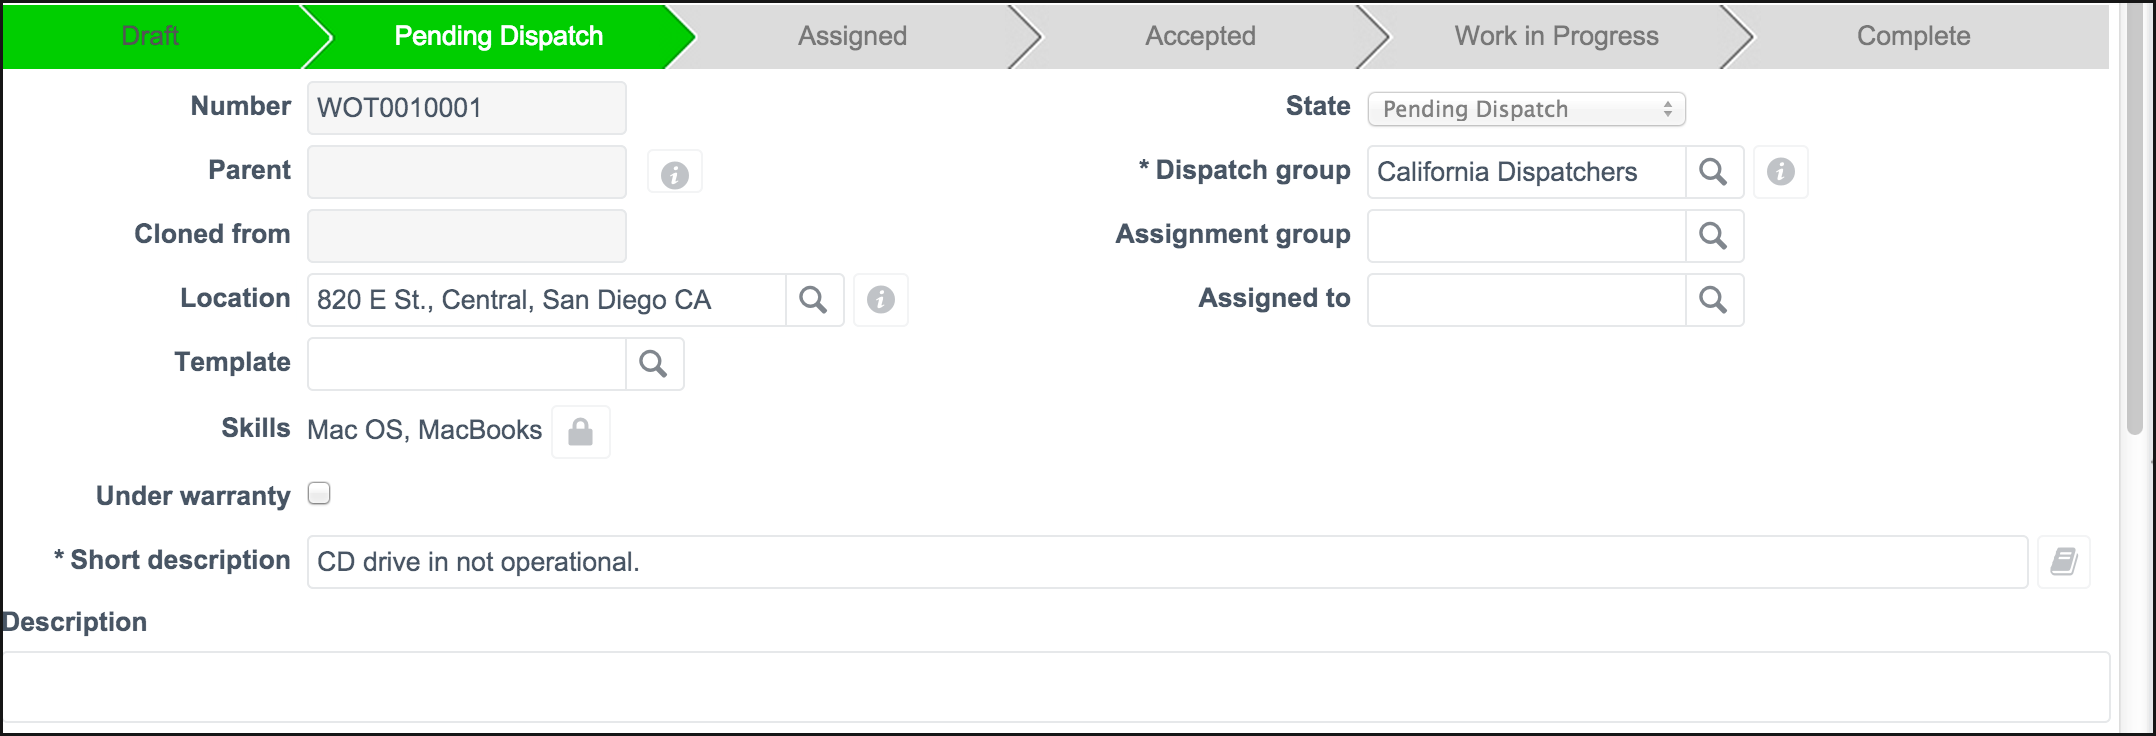 Draft Pending Dispatch Assigned Accepted Work in Progress Complete
Number WOT0010001
State Pending Dispatch
Parent
* Dispatch group California Dispatchers
Cloned from
Assignment group
Location 820 E St., Central, San Diego CA
Assigned to
Template
Skills Mac OS, MacBooks
Under warranty
* Short description CD drive in not operational.
Description